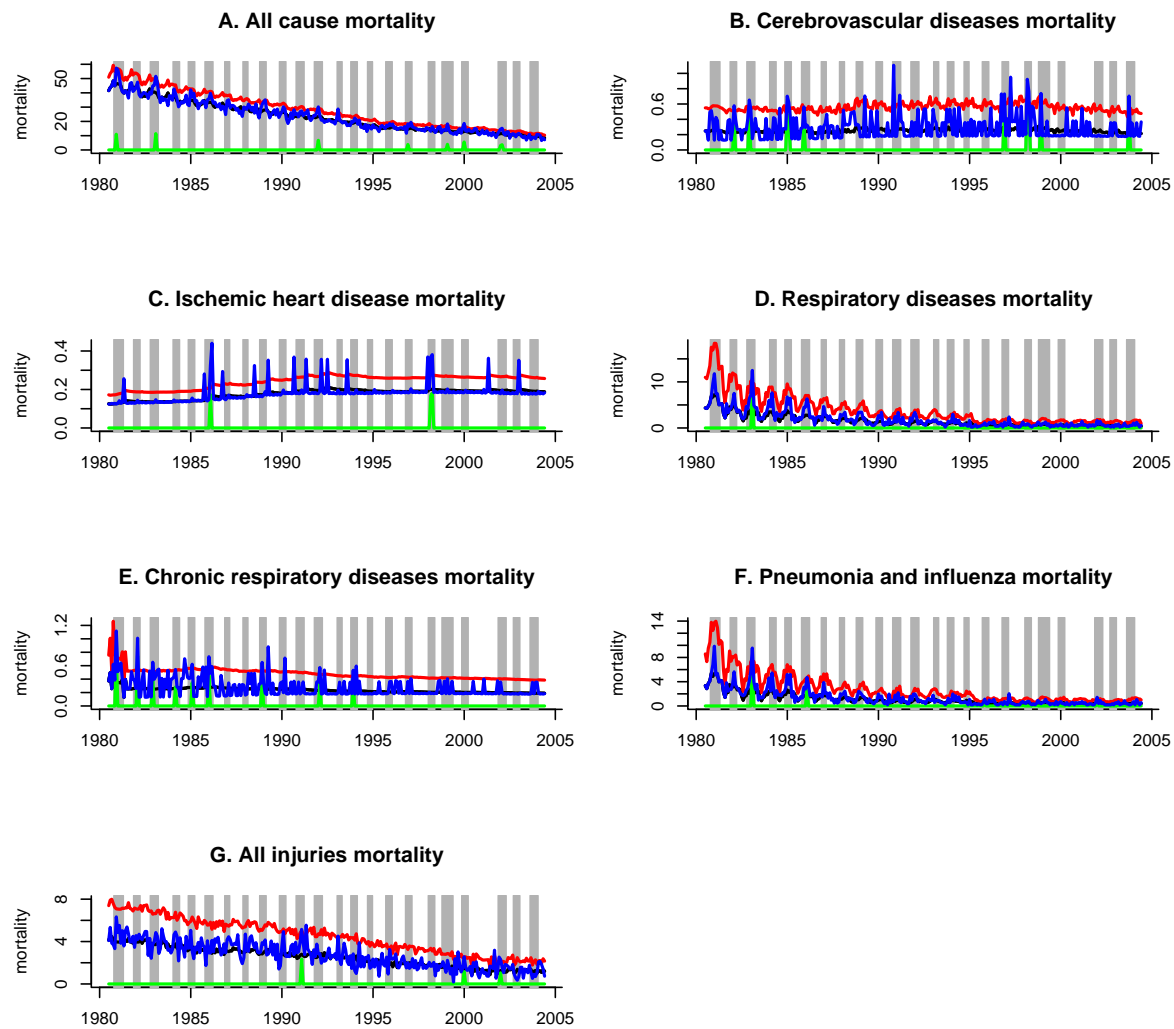 A. All cause mortality
mortality
0
20
50
1980 1985 1990 1995 2000 2005
B. Cerebrovascular diseases mortality
mortality
0.0
0.6
1980 1985 1990 1995 2000 2005
C. Ischemic heart disease mortality
mortality
0.0
0.2
0.4
1980 1985 1990 1995 2000 2005
D. Respiratory diseases mortality
mortality
0
10
1980 1985 1990 1995 2000 2005
E. Chronic respiratory diseases mortality
mortality
0.0
0.6
1.2
1980 1985 1990 1995 2000 2005
F. Pneumonia and influenza mortality
mortality
0
4
8
14
1980 1985 1990 1995 2000 2005
G. All injuries mortality
mortality
0
4
8
1980 1985 1990 1995 2000 2005